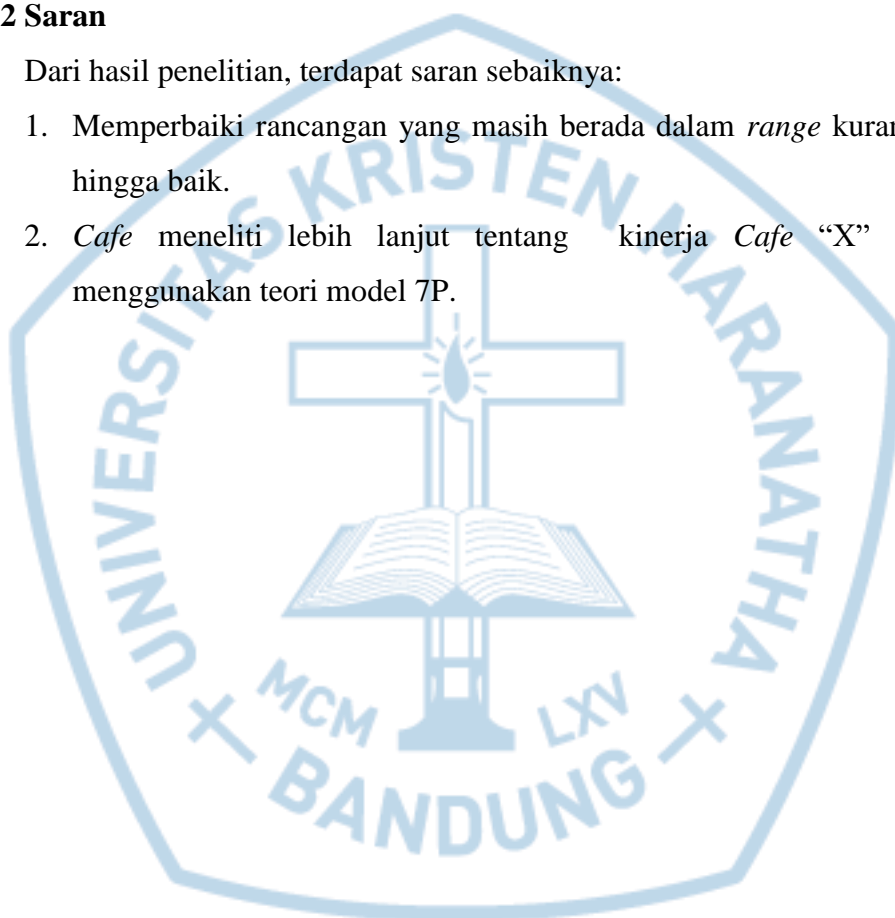 2 Saran
Dari hasil penelitian, terdapat saran sebaiknya:
1. Memperbaiki rancangan yang masih berada dalam range
hingga baik.
2. Cafe meneliti lebih lanjut tentang kinerja Cafe “X”
menggunakan teori model 7P.
UNIVERSITAS KRISTEN MARANATHA
MCM LXV
BANDUNG